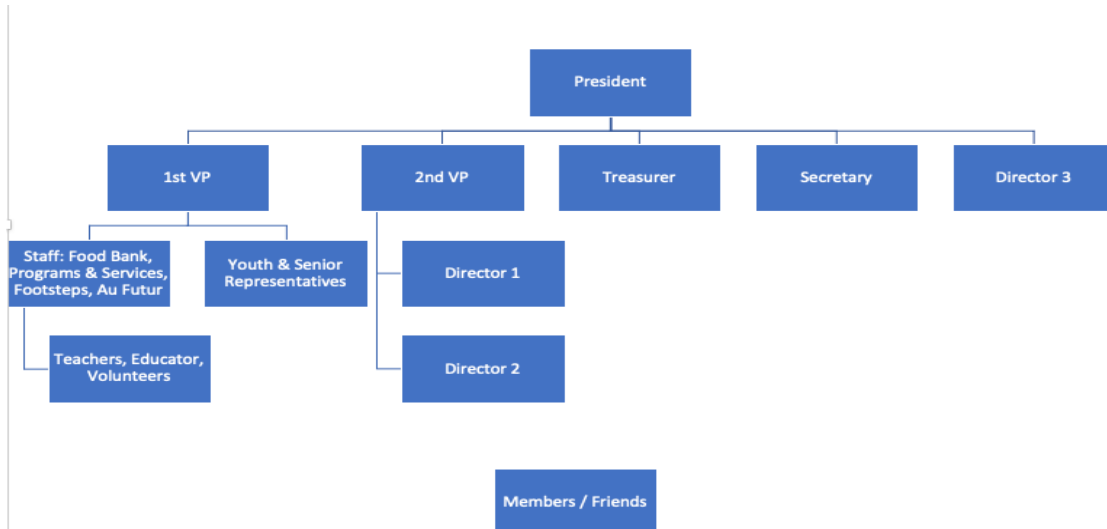 President
1st VP
2nd VP
Treasurer
Secretary
Director 3
Staff: Food Bank,
Programs & Services,
Footsteps, Au Futur
Youth & Senior
Representatives
Director 1
Teachers, Educator,
Volunteers
Director 2
Members / Friends